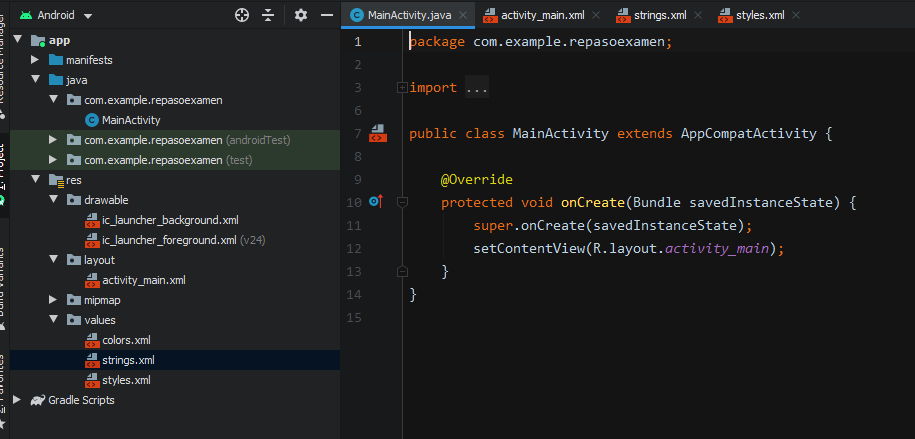 Android
MainActivity.java
activity_main.xml
strings.xml
styles.xml
app
manifests
java
com.example.repasoexamen
MainActivity
com.example.repasoexamen (androidTest)
com.example.repasoexamen (test)
res
drawable
ic_launcher_background.xml
ic_launcher_foreground.xml (v24)
layout
activity_main.xml
mipmap
values
colors.xml
strings.xml
styles.xml
Gradle Scripts
Resource Manager
1: Project
Build Variants
2: Favorites
1 package com.example.repasoexamen;
2
3 import ...
6
7 public class MainActivity extends AppCompatActivity {
8
9 @Override
10 protected void onCreate(Bundle savedInstanceState) {
11 super.onCreate(savedInstanceState);
12 setContentView(R.layout.activity_main);
13 }
14 }
15